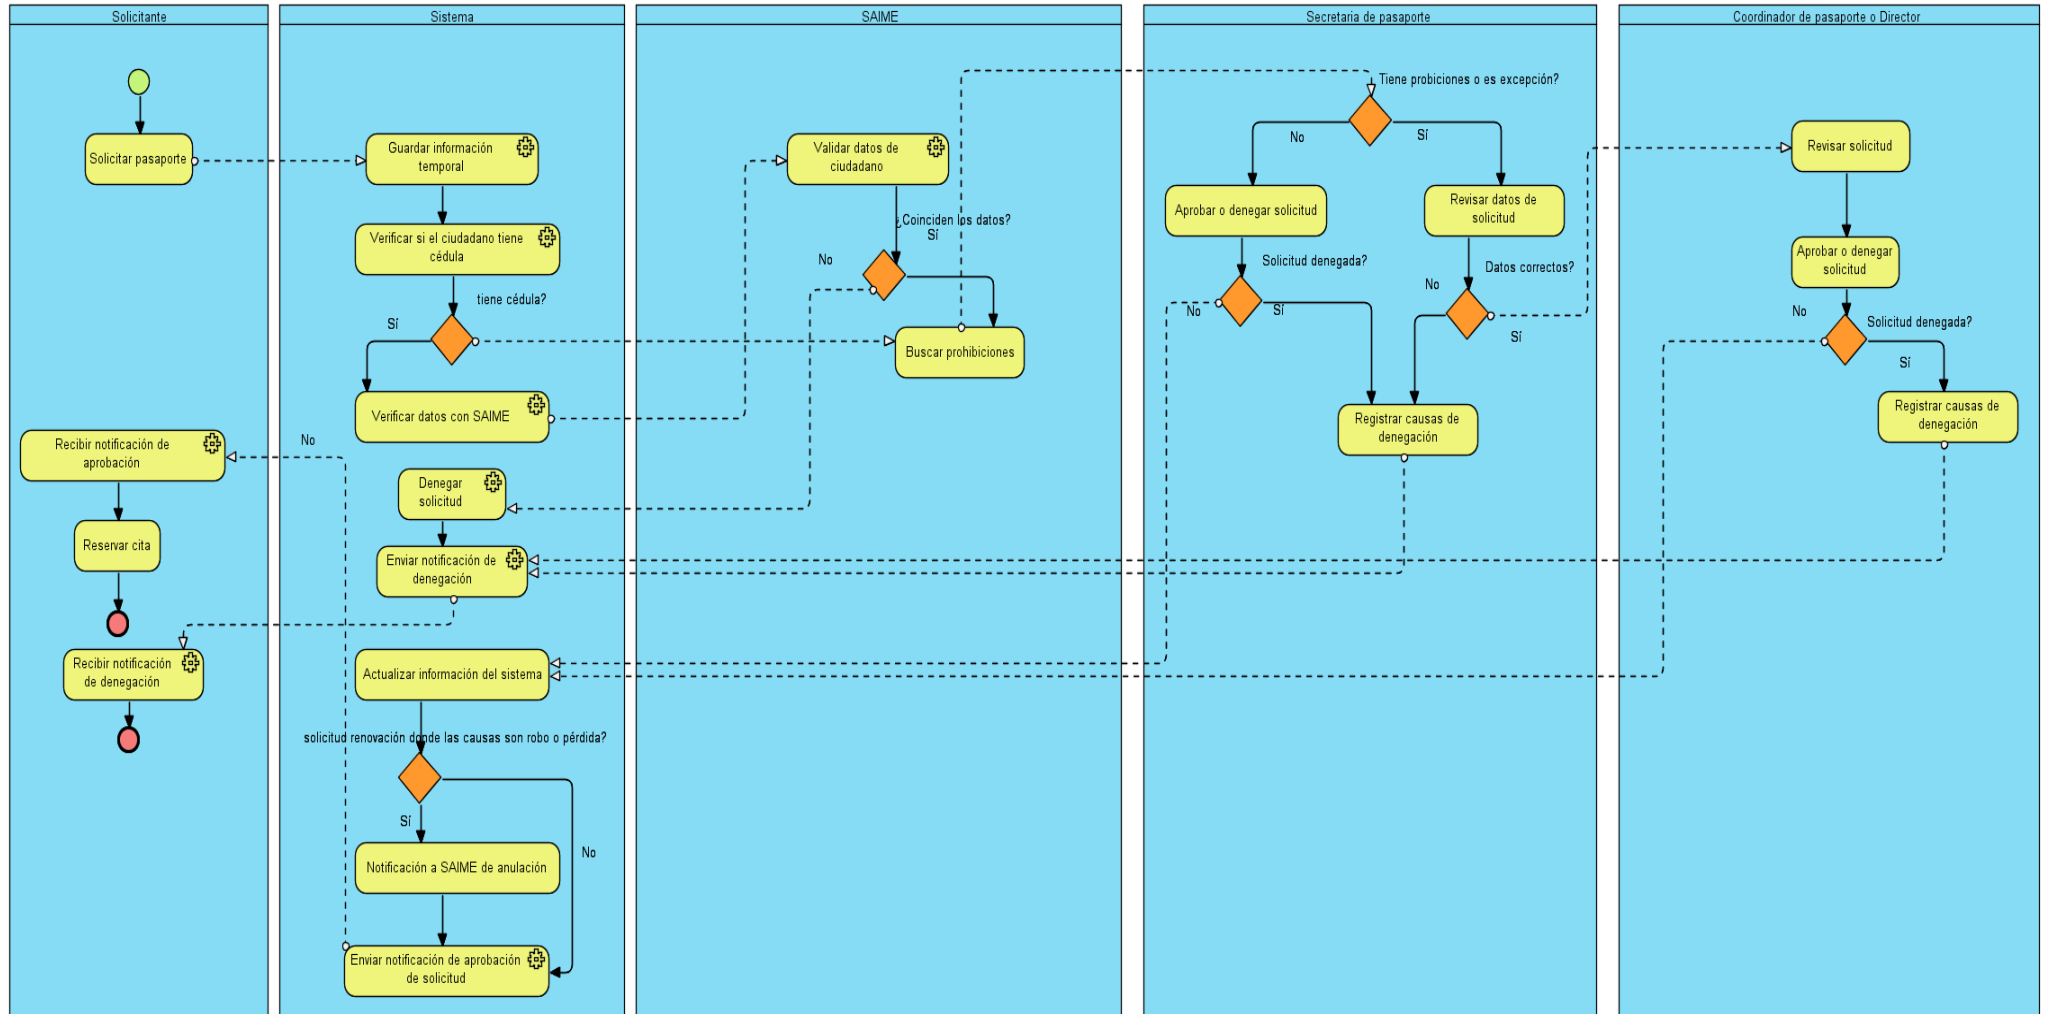 Solicitante
Sistema
SAIME
Secretaria de pasaporte
Coordinador de pasaporte o Director
Solicitar pasaporte
Recibir notificación de
aprobación
Reservar cita
Recibir notificación
de denegación
Guardar información
temporal
Verificar si el ciudadano tiene
cédula
tiene cédula?
Sí
Verificar datos con SAIME
No
Denegar
solicitud
Enviar notificación de
denegación
Actualizar información del sistema
solicitud renovación donde las causas son robo o pérdida?
Sí
No
Notificación a SAIME de anulación
Enviar notificación de aprobación
de solicitud
Validar datos de
ciudadano
¿Coinciden los datos?
Sí
No
Buscar prohibiciones
Tiene probiciones o es excepción?
No
Sí
Aprobar o denegar solicitud
Revisar datos de
solicitud
Solicitud denegada?
No
Sí
Datos correctos?
No
Sí
Registrar causas de
denegación
Revisar solicitud
Aprobar o denegar
solicitud
No
Solicitud denegada?
Sí
Registrar causas de
denegación